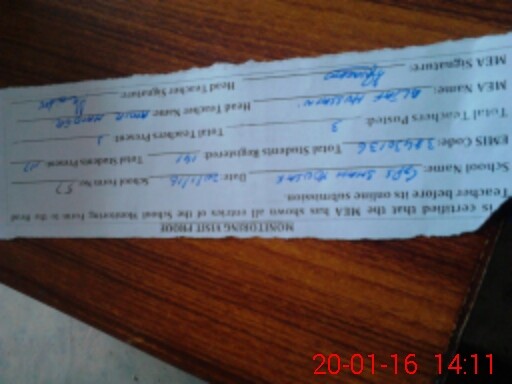 MONITORING VISIT PROOF
is certified that the MEA has shown all entries of the School Monitoring Form to the Head
Teacher before its online submission.
School Name: GPS Date: 20/1/16 School Form No: 57
EMIS Code: 38430136 Total Students Registered: 141 Total Students Present:
Total Teachers Posted: 3 Total Teachers Present
MEA Name: Head Teacher Name:
MEA Signature: Head Teacher Signature
20-01-16 14:11